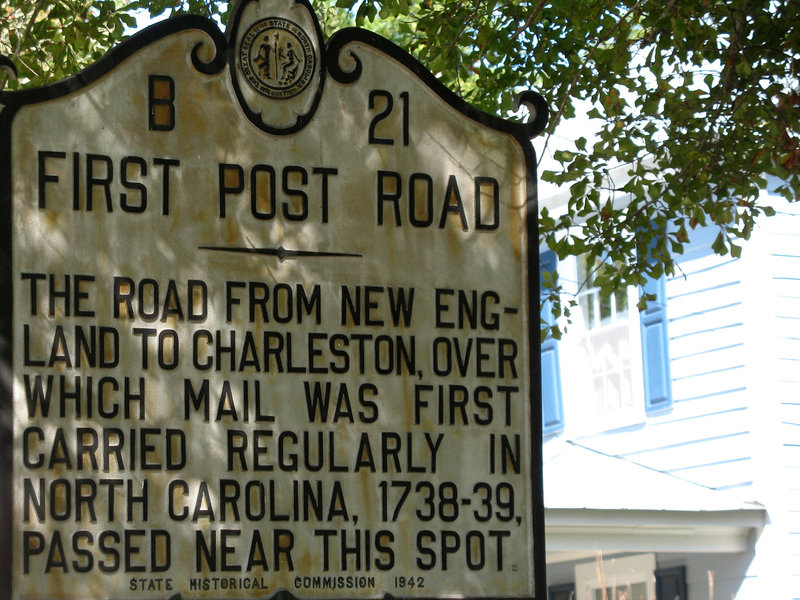 B 21
FIRST POST ROAD
THE ROAD FROM NEW ENG-
LAND TO CHARLESTON, OVER
WHICH MAIL WAS FIRST
CARRIED REGULARLY IN
NORTH CAROLINA, 1738-39,
PASSED NEAR THIS SPOT
STATE HISTORICAL COMMISSION 1942